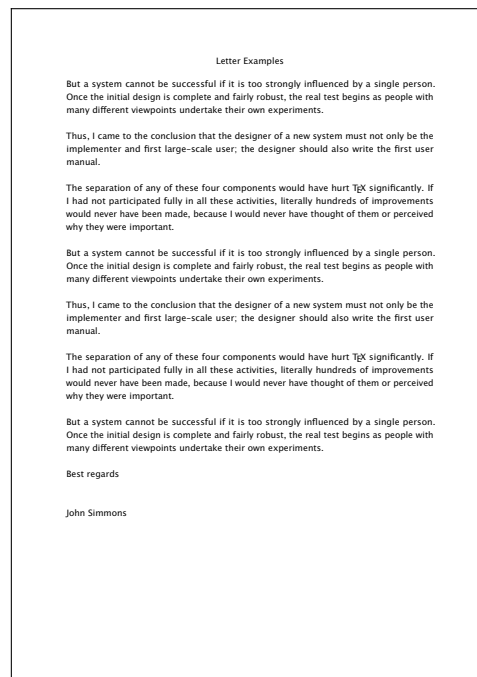 Letter Examples
But a system cannot be successful if it is too strongly influenced by a single person.
Once the initial design is complete and fairly robust, the real test begins as people with
many different viewpoints undertake their own experiments.
Thus, I came to the conclusion that the designer of a new system must not only be the
implementer and first large-scale user; the designer should also write the first user
manual.
The separation of any of these four components would have hurt TEX significantly. If
I had not participated fully in all these activities, literally hundreds of improvements
would never have been made, because I would never have thought of them or perceived
why they were important.
But a system cannot be successful if it is too strongly influenced by a single person.
Once the initial design is complete and fairly robust, the real test begins as people with
many different viewpoints undertake their own experiments.
Thus, I came to the conclusion that the designer of a new system must not only be the
implementer and first large-scale user; the designer should also write the first user
manual.
The separation of any of these four components would have hurt TEX significantly. If
I had not participated fully in all these activities, literally hundreds of improvements
would never have been made, because I would never have thought of them or perceived
why they were important.
But a system cannot be successful if it is too strongly influenced by a single person.
Once the initial design is complete and fairly robust, the real test begins as people with
many different viewpoints undertake their own experiments.
Best regards
John Simmons